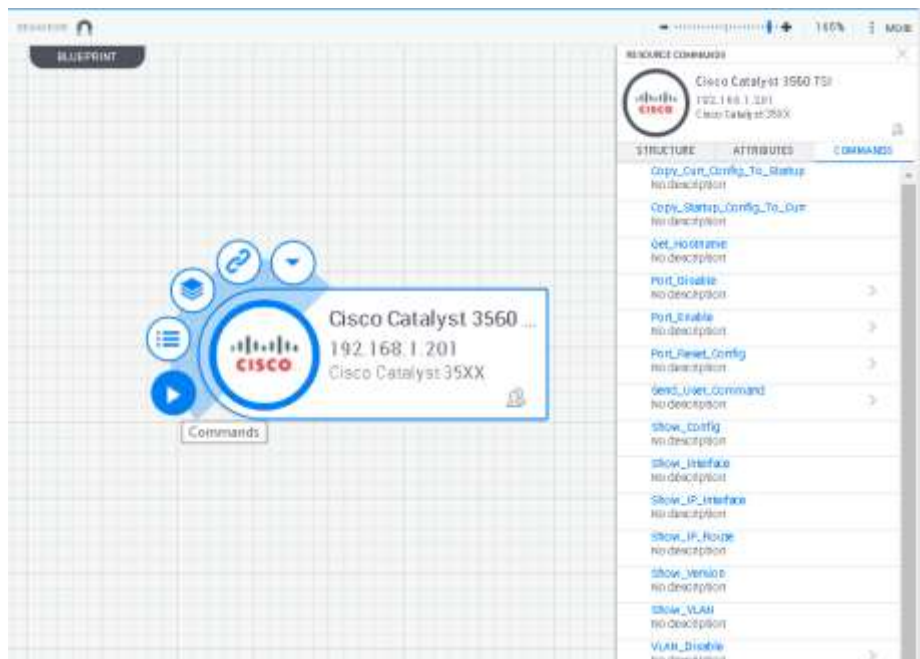 100%
MORE
BLUEPRINT
RESOURCE COMMANDS
Cisco Catalyst 3560 TSI
192.168.1.201
Cisco Catalyst 35XX
CISCO
STRUCTURE ATTRIBUTES COMMANDS
Copy_Curr_Config_To_Startup
No description
Copy_Startup_Config_To_Curr
No description
Get_Hostname
No description
Port_Disable
No description
Port_Enable
No description
Port_Reset_Config
No description
Send_User_Command
No description
Show_Config
No description
Show_Interface
No description
Show_IP_Interface
No description
Show_IP_Route
No description
Show_Version
No description
Show_VLAN
No description
VLAN_Disable
Cisco Catalyst 3560 ...
192.168.1.201
Cisco Catalyst 35XX
CISCO
Commands